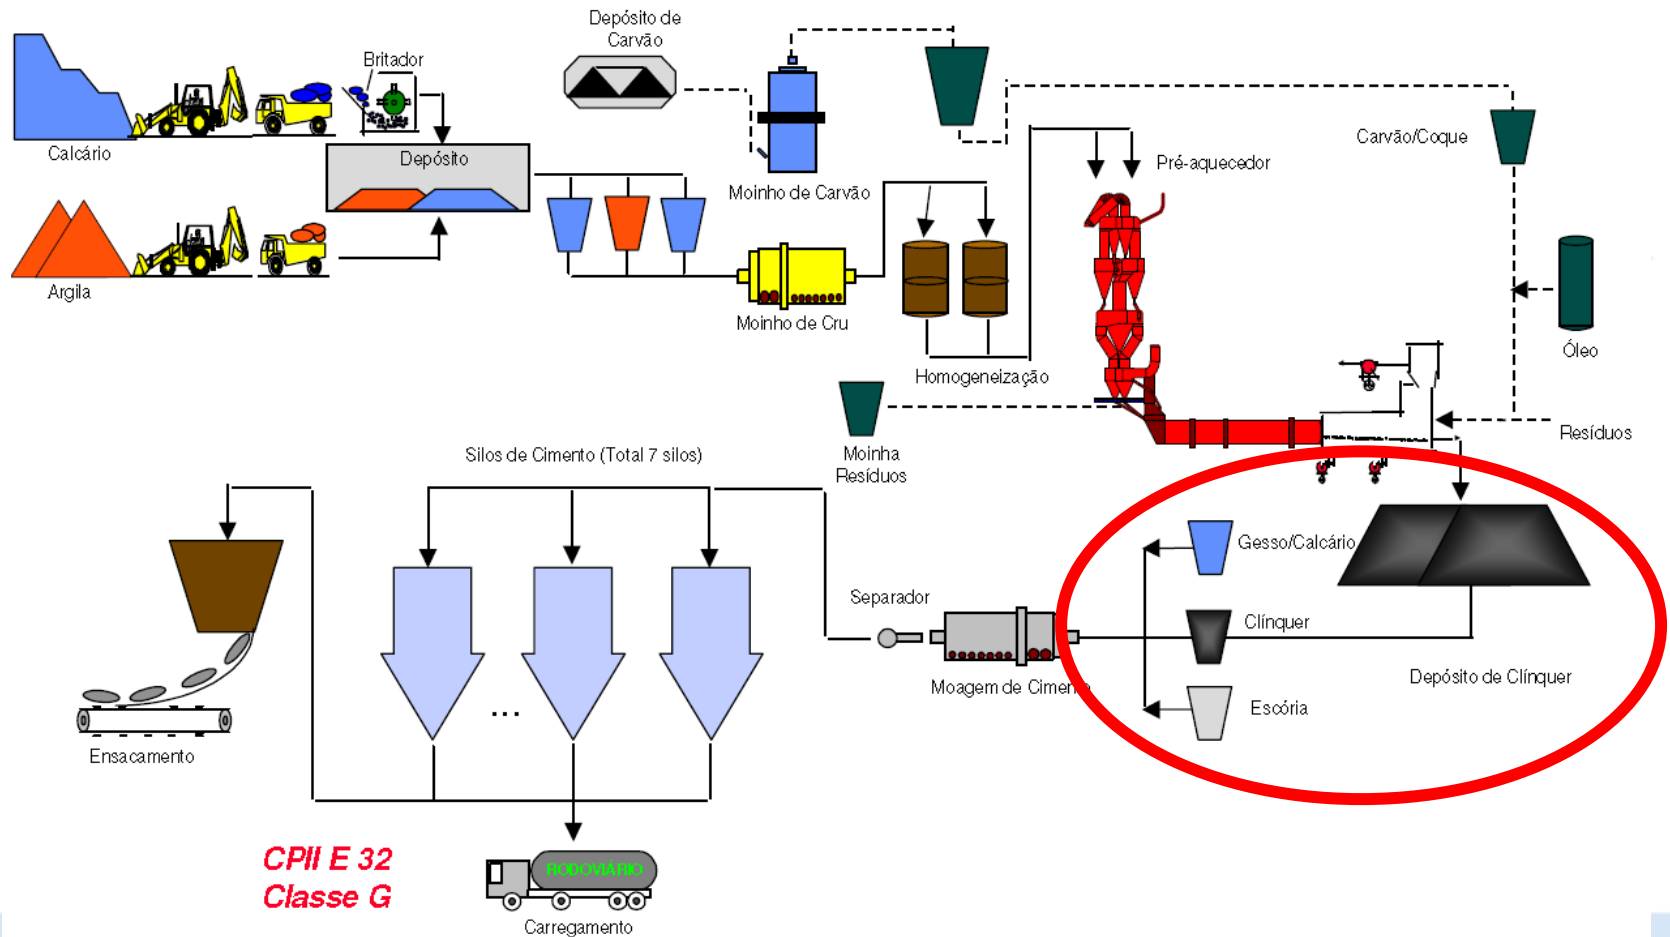 Depósito de
Carvão
Britador
Calcário
Depósito
Carvão/Coque
Pré-aquecedor
Moinho de Carvão
Argila
Moinho de Cru
Óleo
Homogeneização
Resíduos
Silos de Cimento (Total 7 silos)
Moinha
Resíduos
Gesso/Calcário
Separador
Clínquer
Depósito de Clínquer
Moagem de Cimento
Escória
...
Ensacamento
CPII E 32
Classe G
RODOVIÁRIO
Carregamento